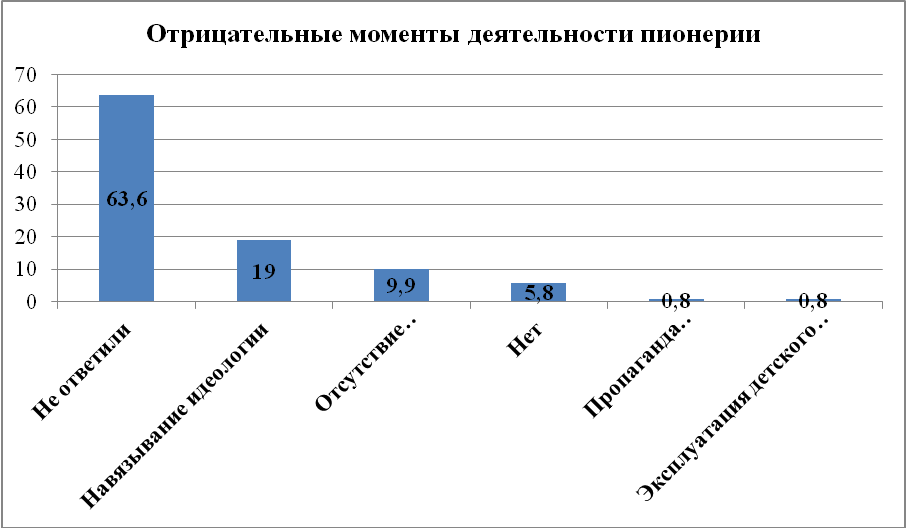 Отрицательные моменты деятельности пионерии
70
60
50
40
30
20
10
0
63,6
19
9,9
5,8
0,8
0,8
Не ответили
Навязывание идеологии
Отсутствие..
Нет
Пропаганда..
Эксплуатация детского..